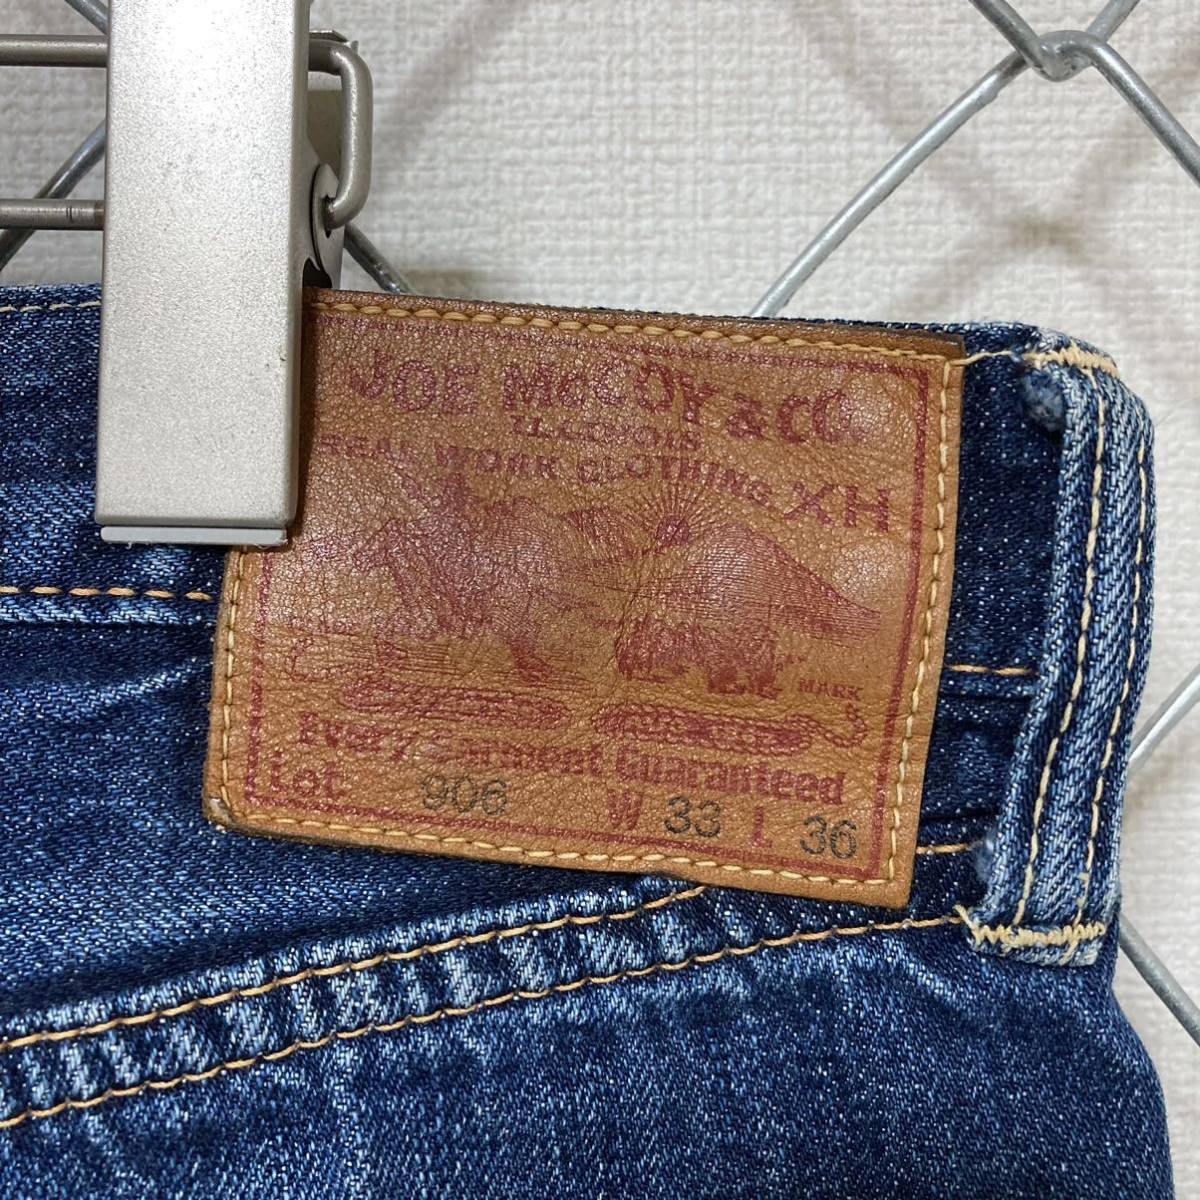 JOE McCOY & CO.
ILLINOIS
REAL WORK CLOTHING. XH
MARK
Every Garment Guaranteed
Lot. 906 W 33 L 36